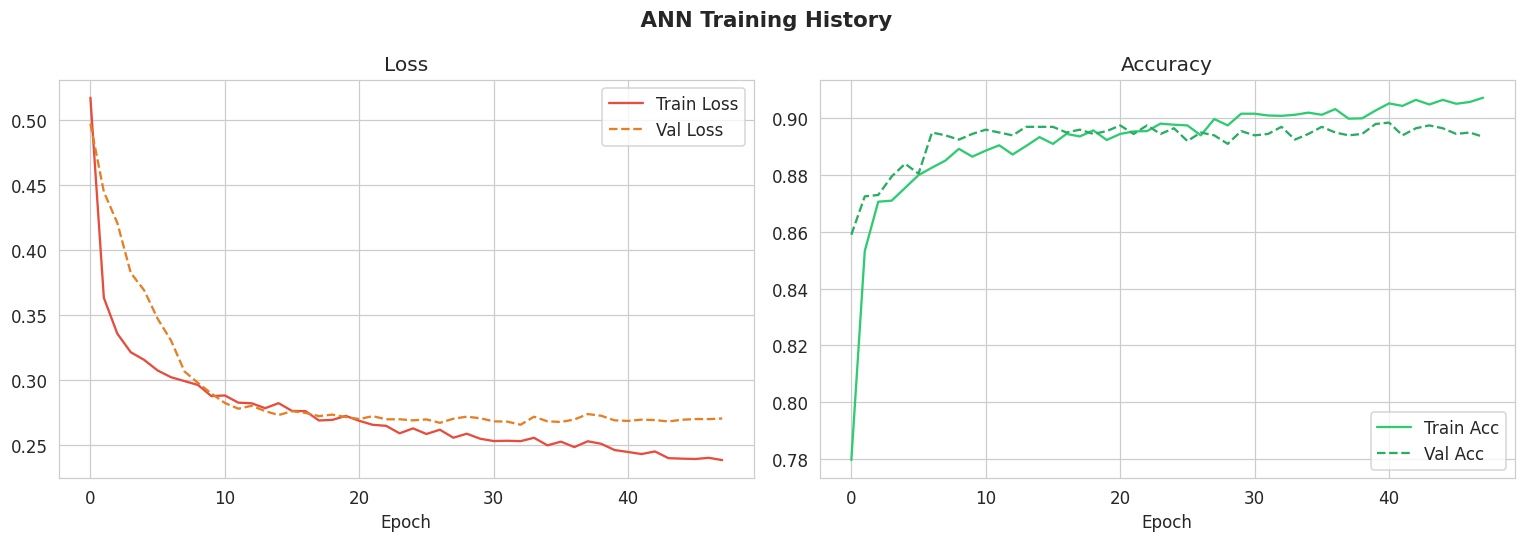 ANN Training History
Loss
0.50
0.45
0.40
0.35
0.30
0.25
0 10 20 30 40
Epoch
Train Loss
Val Loss
Accuracy
0.90
0.88
0.86
0.84
0.82
0.80
0.78
0 10 20 30 40
Epoch
Train Acc
Val Acc